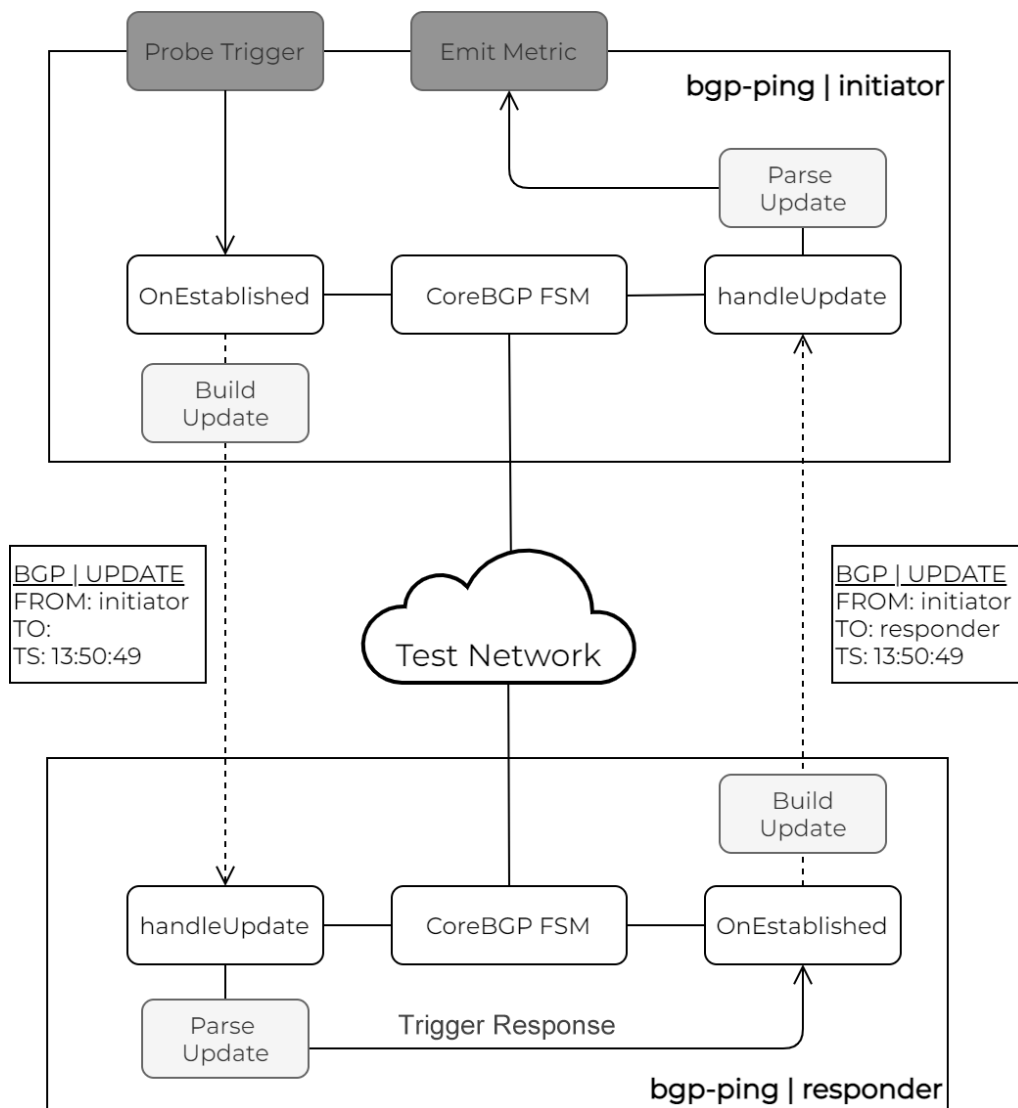 Probe Trigger
Emit Metric
bgp-ping | initiator
Parse
Update
OnEstablished
CoreBGP FSM
handleUpdate
Build
Update
BGP | UPDATE
FROM: initiator
TO:
TS: 13:50:49
Test Network
BGP | UPDATE
FROM: initiator
TO: responder
TS: 13:50:49
Build
Update
handleUpdate
CoreBGP FSM
OnEstablished
Parse
Update
Trigger Response
bgp-ping | responder